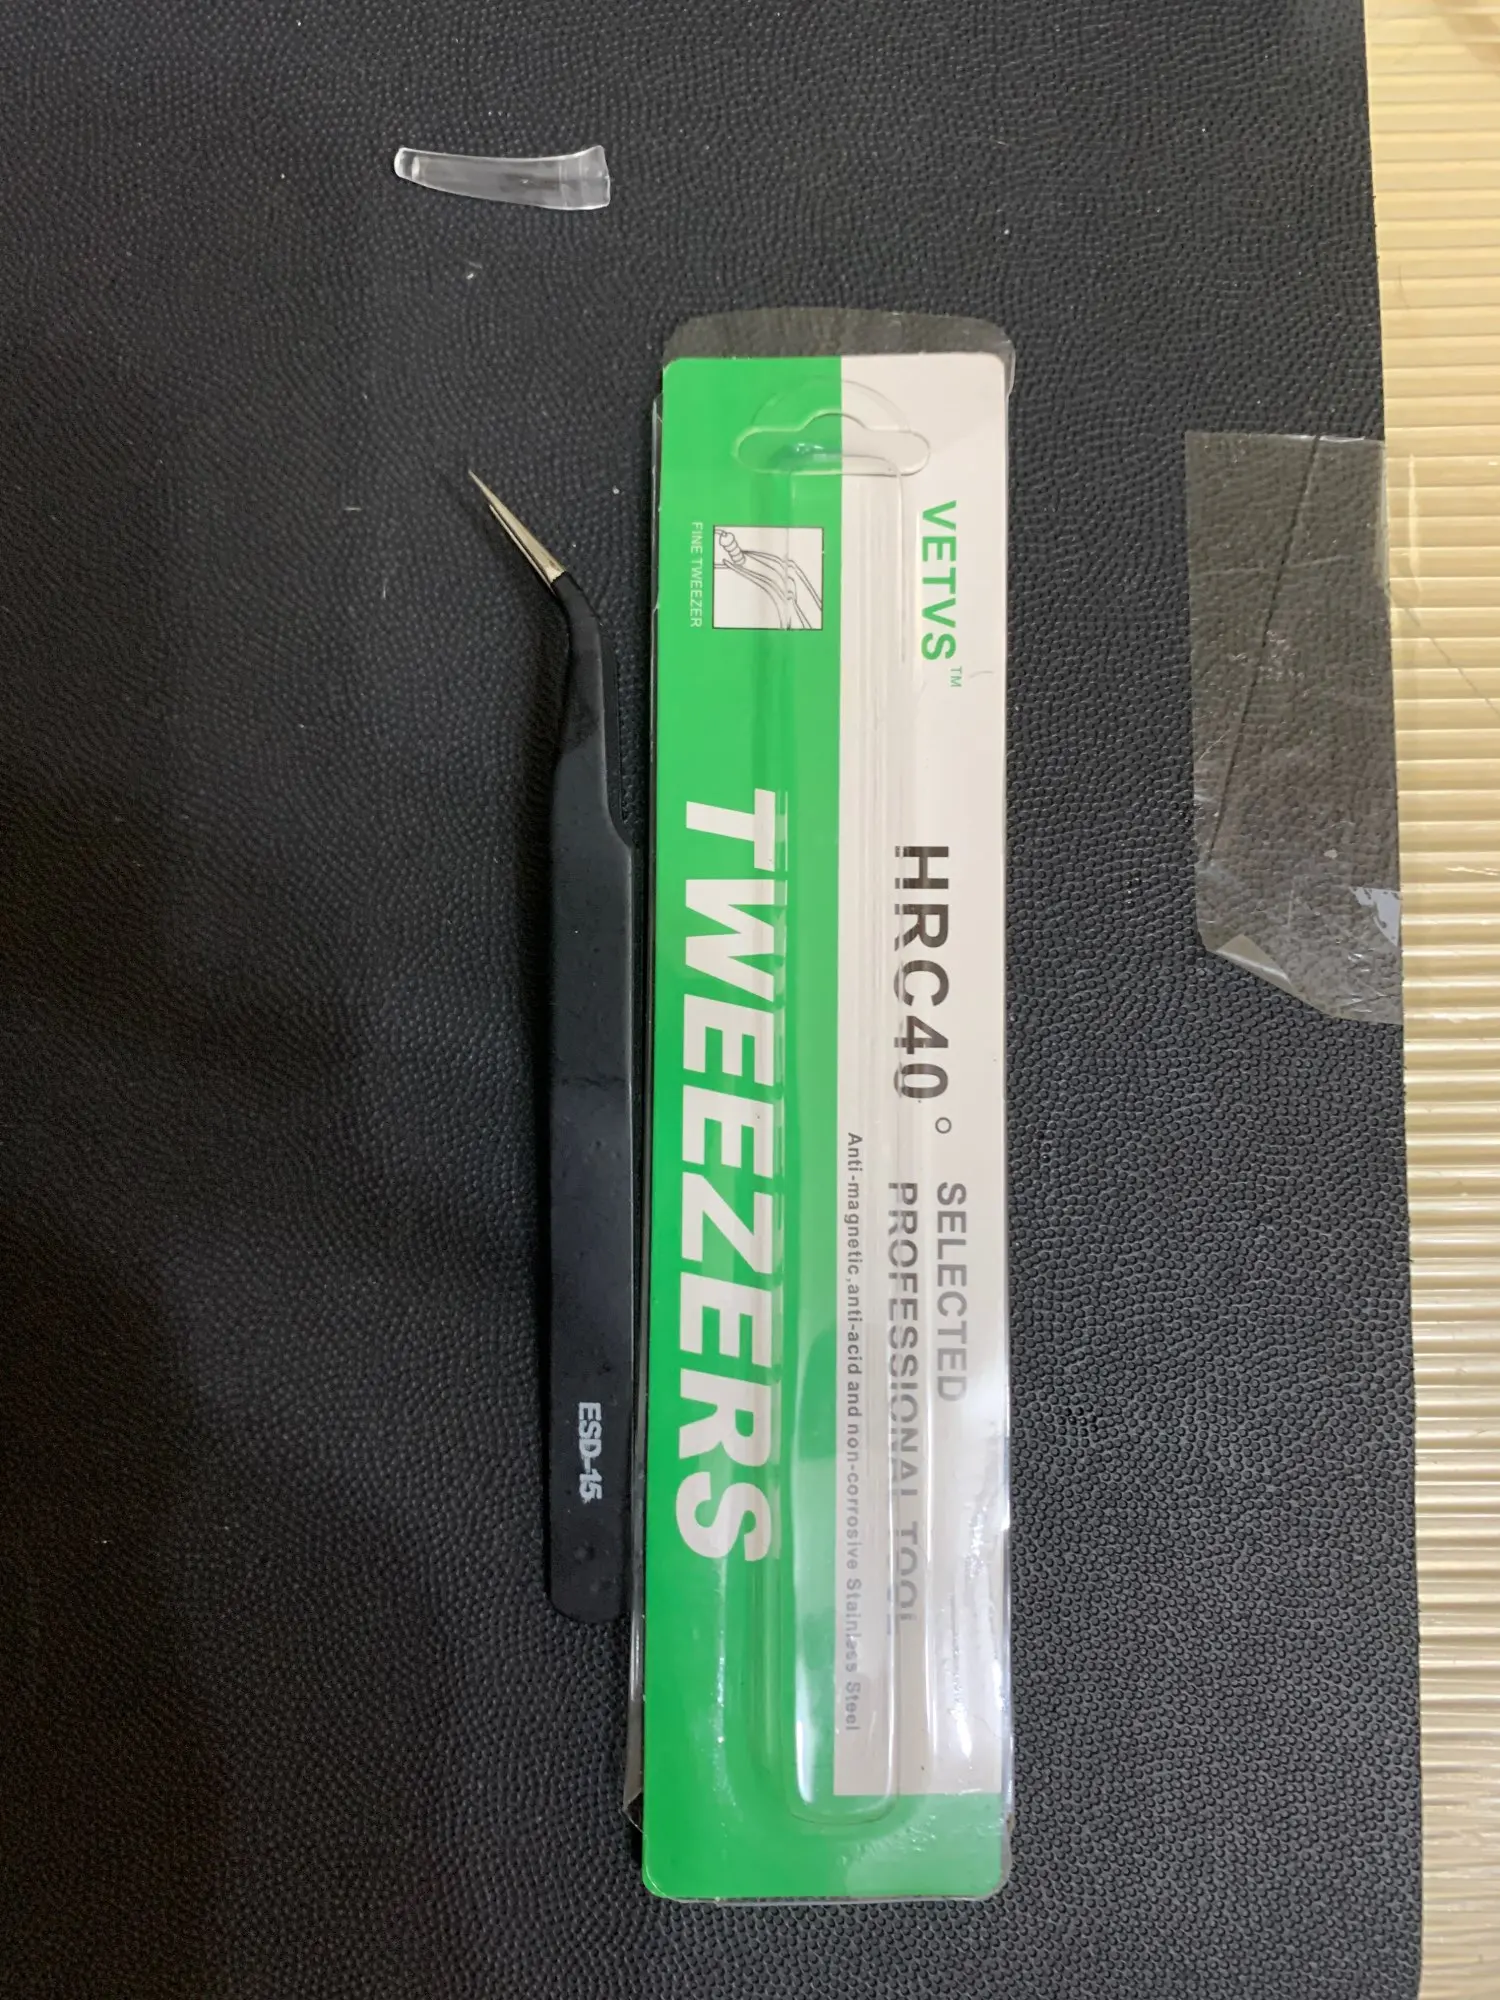 VETVS™
HRC40°
SELECTED
PROFESSIONAL TOOL
Anti-magnetic,anti-acid and non-corrosive Stainless Steel
FINE TWEEZER
TWEEZERS
ESD-15